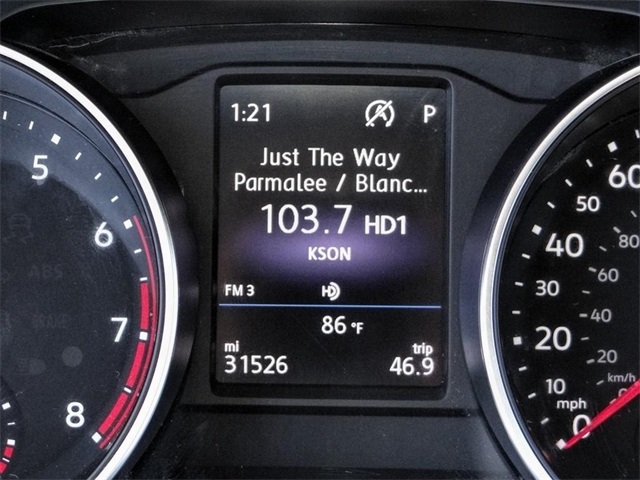 1:21 P
Just The Way
Parmalee / Blanc...
103.7 HD1
KSON
FM 3 HD
86 °F
mi trip
31526 46.9
5
6
7
8
60
50
40
30
20
10
mph
0
80
60
40
20
km/h